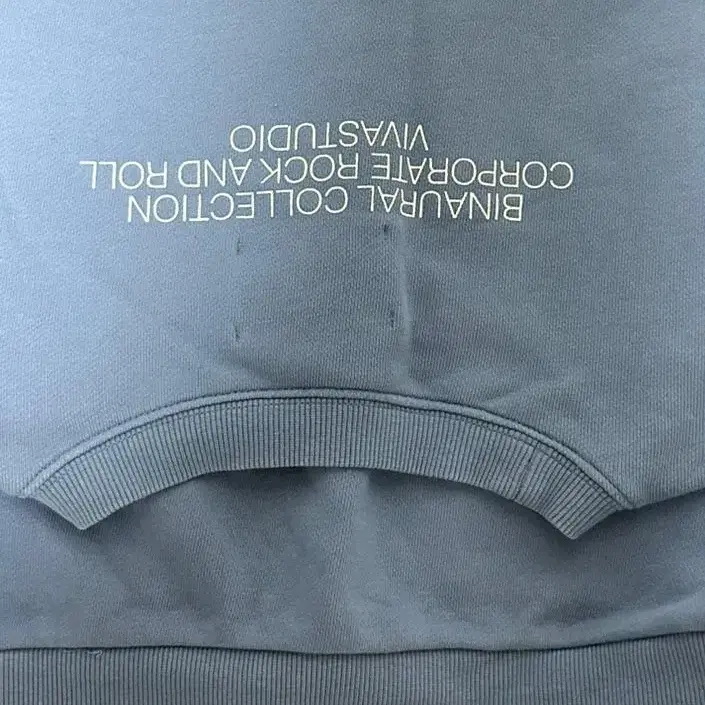 BINAURAL COLLECTION
CORPORATE ROCK AND ROLL
VIVASTUDIO